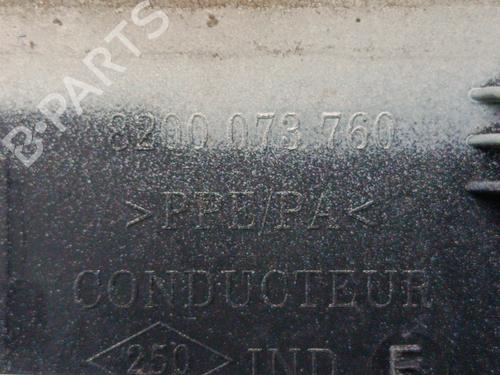 B-PARTS
8200 073 760
>PPE/PA<
CONDUCTEUR
250 IND E